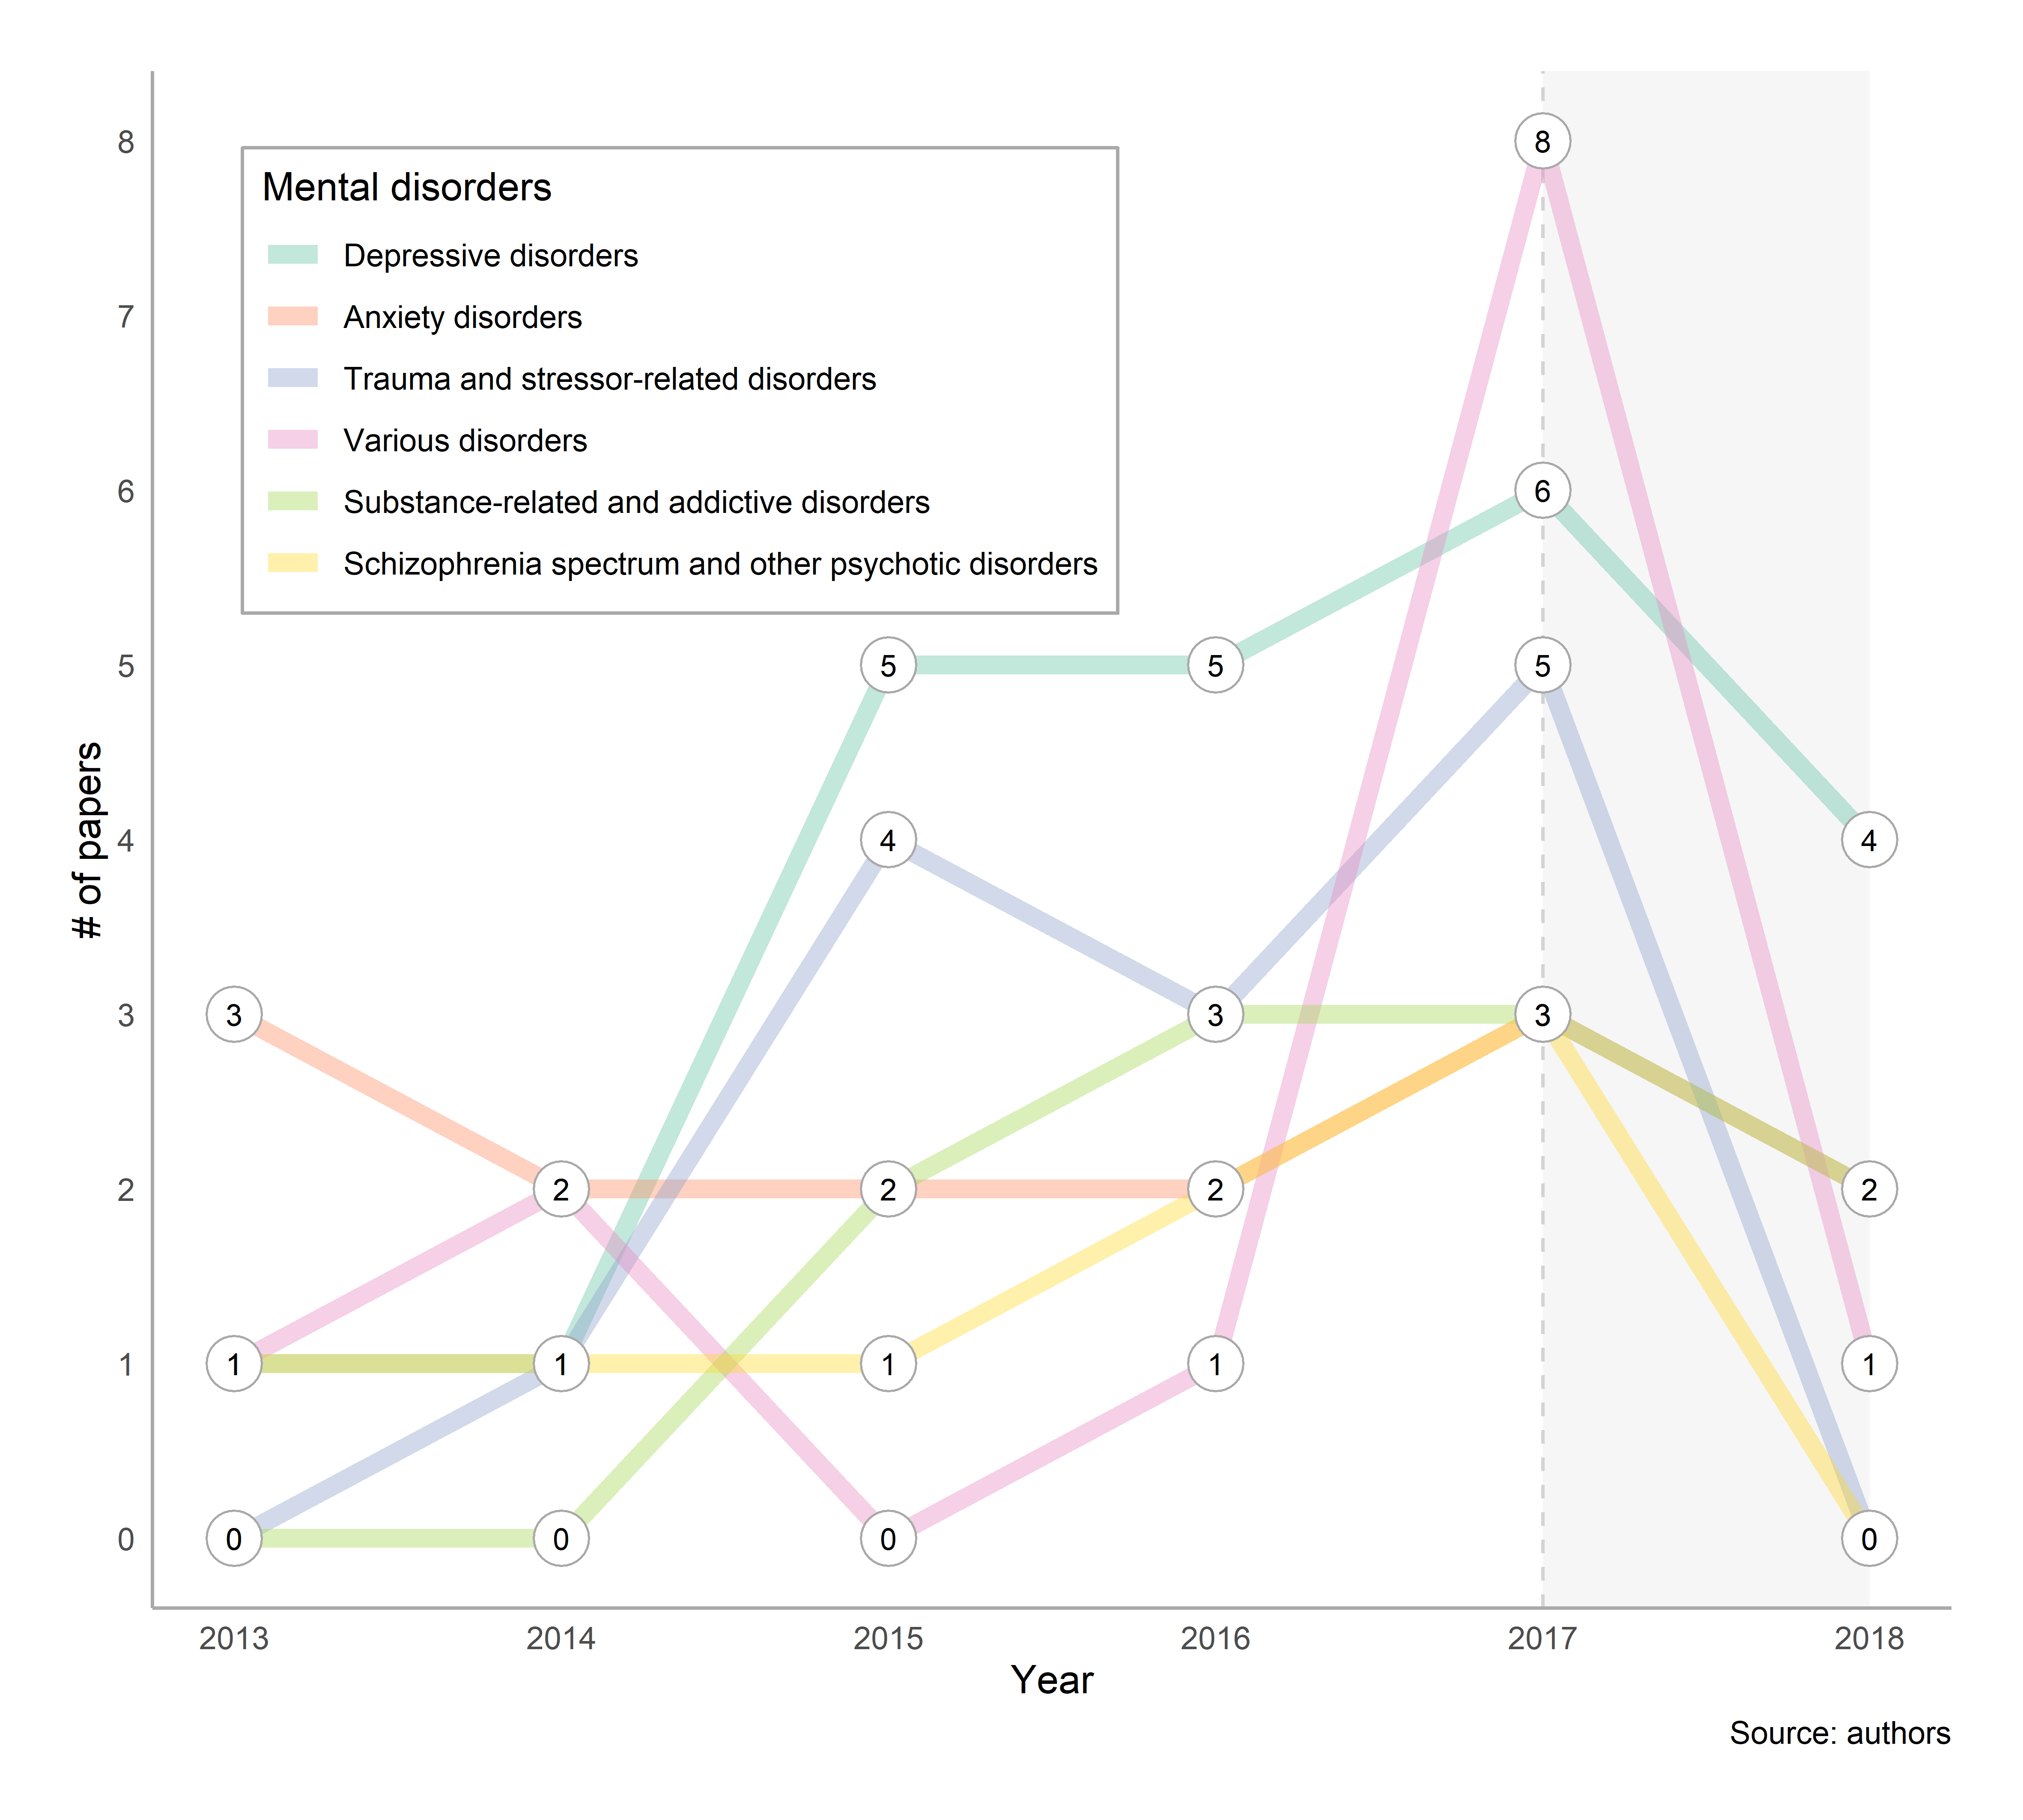 Mental disorders
Depressive disorders
Anxiety disorders
Trauma and stressor-related disorders
Various disorders
Substance-related and addictive disorders
Schizophrenia spectrum and other psychotic disorders
# of papers
8
7
6
5
4
3
2
1
0
8
6
5 5 5
4 4
3 3 3
2 2 2 2
1 1 1 1 1
0 0 0 0
2013 2014 2015 2016 2017 2018
Year
Source: authors